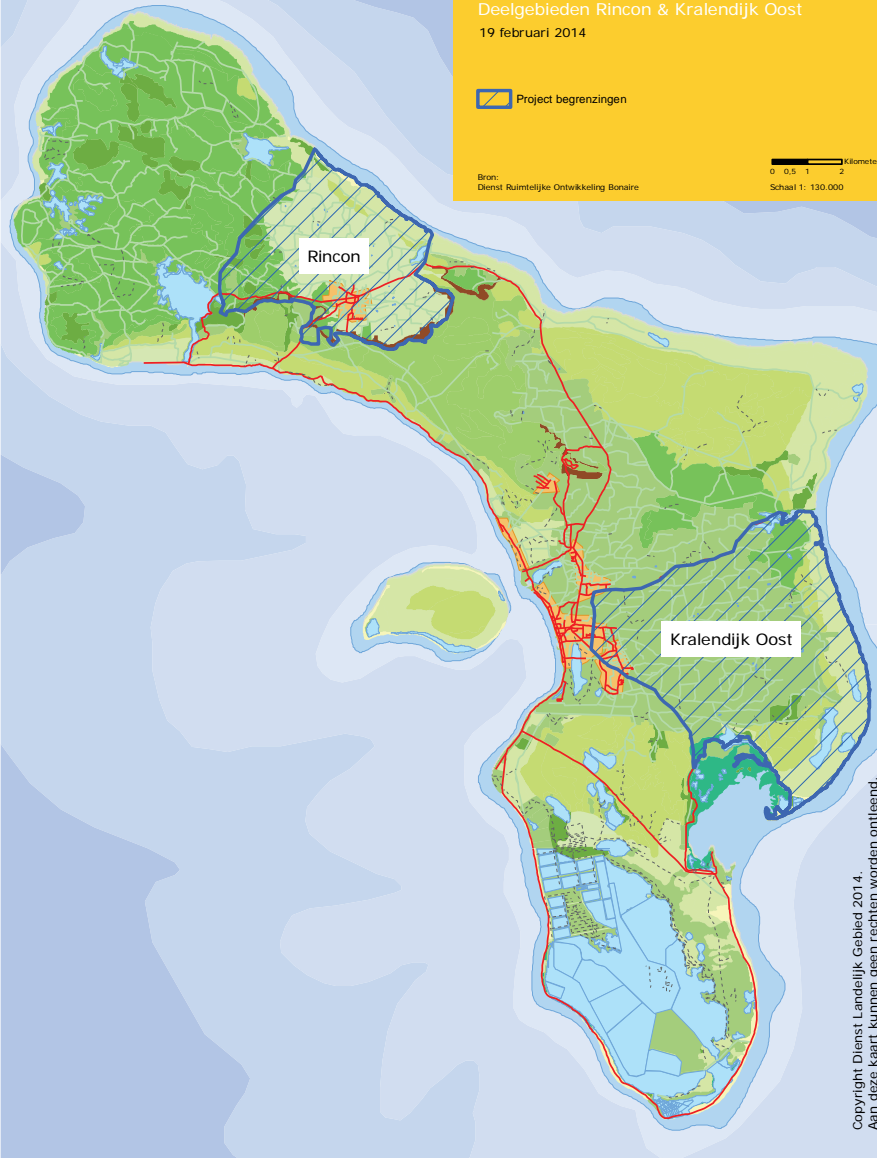 Deelgebieden Rincon & Kralendijk Oost
19 februari 2014
Project begrenzingen
Kilometer
0 0,5 1 2
Bron:
Dienst Ruimtelijke Ontwikkeling Bonaire
Schaal 1: 130.000
Rincon
Kralendijk Oost
Copyright Dienst Landelijk Gebied 2014.
Aan deze kaart kunnen geen rechten worden ontleend.